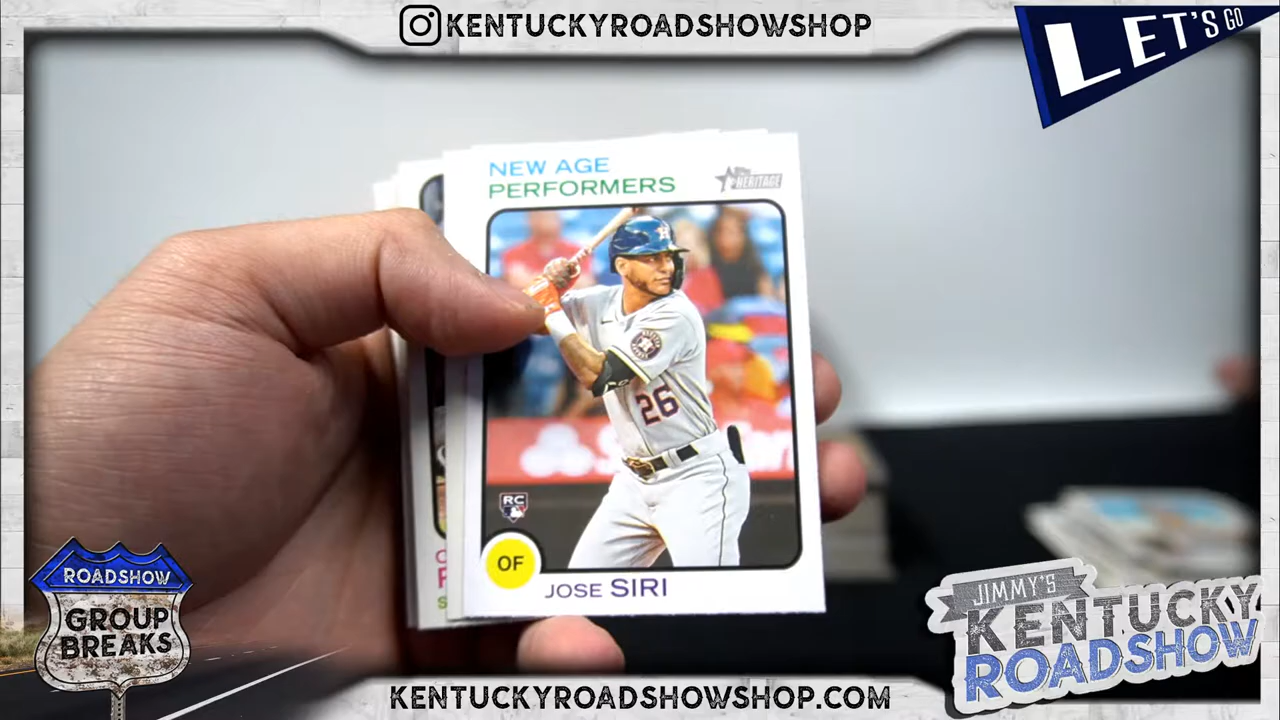 KENTUCKYROADSHOWSHOP
LET'S GO
NEW AGE
PERFORMERS
HERITAGE
26
RC
OF
JOSE SIRI
ROADSHOW
GROUP
BREAKS
JIMMY'S
KENTUCKY
ROADSHOW
KENTUCKYROADSHOWSHOP.COM